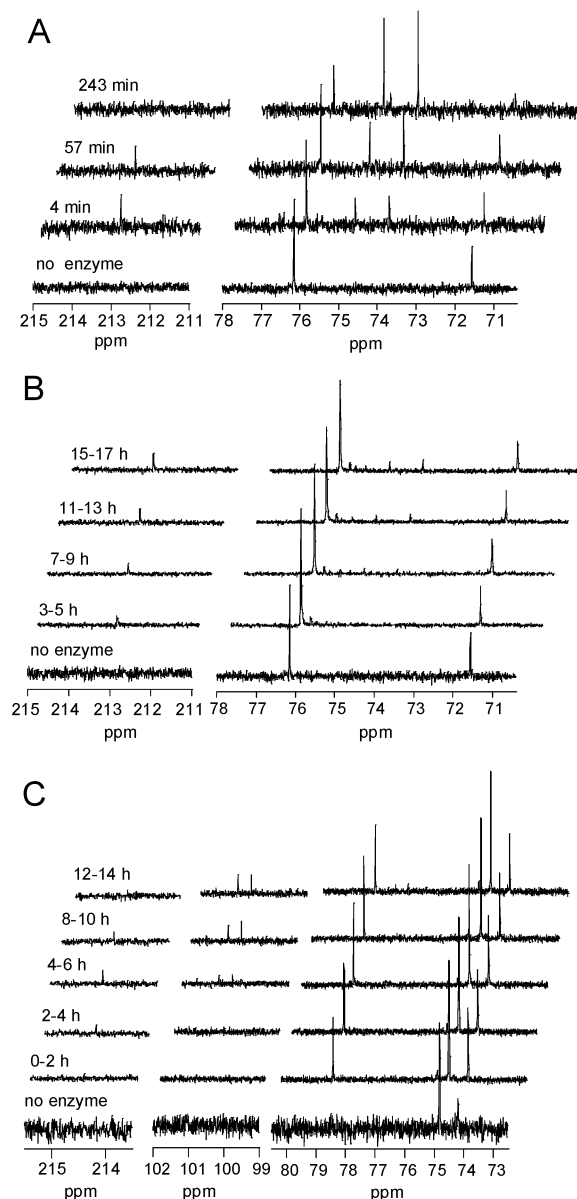 A
243 min
57 min
4 min
no enzyme
215 214 213 212 211
78 77 76 75 74 73 72 71
ppm
ppm
B
15-17 h
11-13 h
7-9 h
3-5 h
no enzyme
215 214 213 212 211
78 77 76 75 74 73 72 71
ppm
ppm
C
12-14 h
8-10 h
4-6 h
2-4 h
0-2 h
no enzyme
215 214
102 101 100 99
80 79 78 77 76 75 74 73
ppm
ppm
ppm